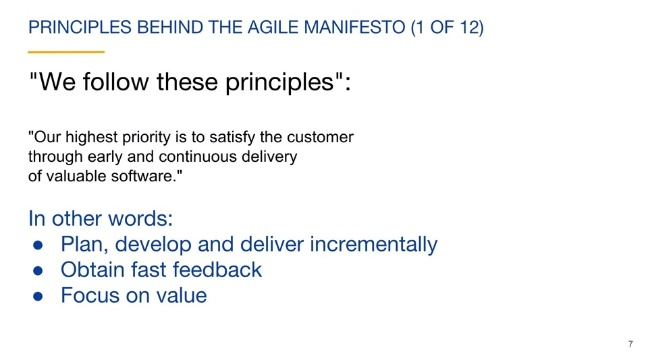 PRINCIPLES BEHIND THE AGILE MANIFESTO (1 OF 12)
"We follow these principles":
"Our highest priority is to satisfy the customer
through early and continuous delivery
of valuable software."
In other words:
● Plan, develop and deliver incrementally
● Obtain fast feedback
● Focus on value
7